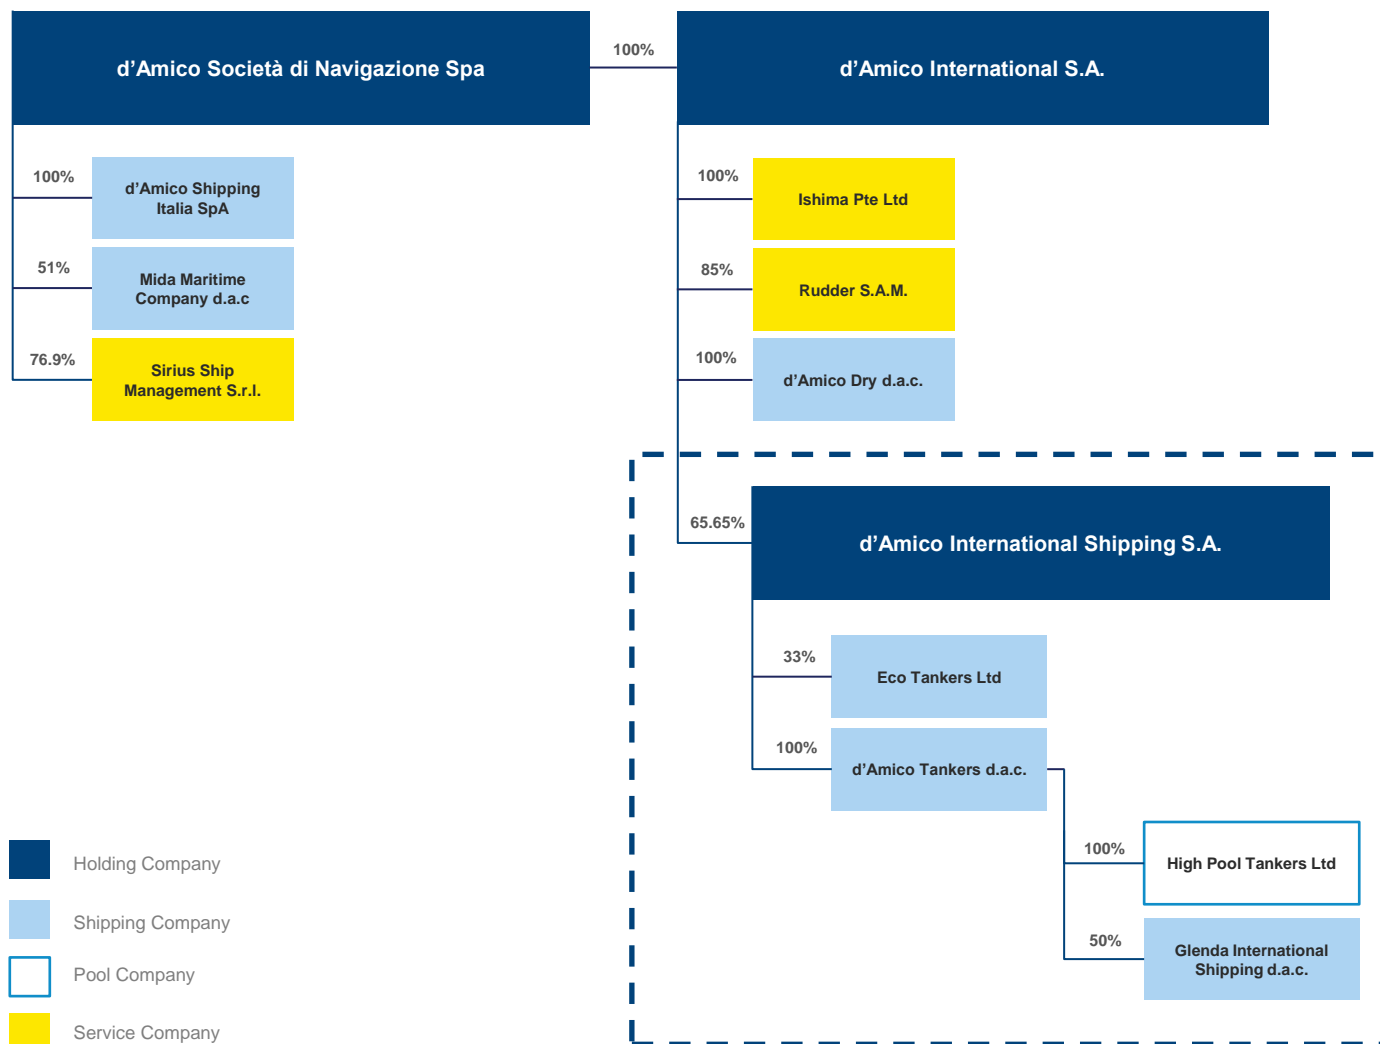 d'Amico Società di Navigazione Spa
100%
d'Amico International S.A.
100%
d'Amico Shipping
Italia SpA
51%
Mida Maritime
Company d.a.c
76.9%
Sirius Ship
Management S.r.l.
100%
Ishima Pte Ltd
85%
Rudder S.A.M.
100%
d'Amico Dry d.a.c.
65.65%
d'Amico International Shipping S.A.
33%
Eco Tankers Ltd
100%
d'Amico Tankers d.a.c.
100%
High Pool Tankers Ltd
50%
Glenda International
Shipping d.a.c.
Holding Company
Shipping Company
Pool Company
Service Company